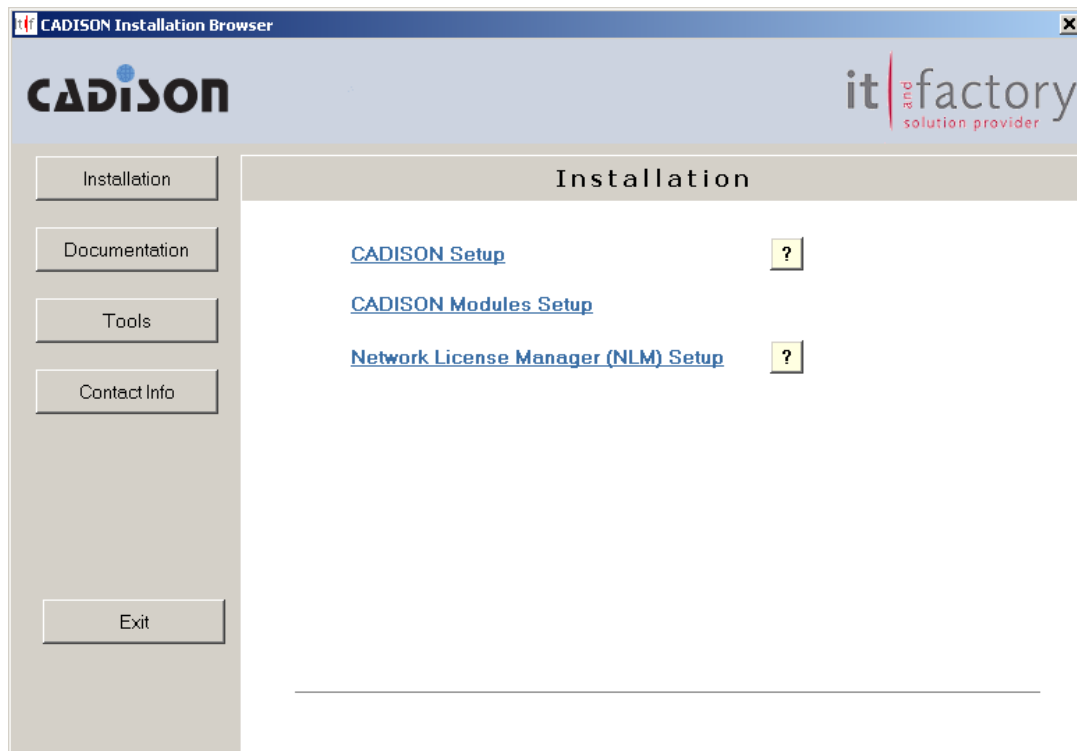 CADISON Installation Browser
CADISON
it and factory
solution provider
Installation
Installation
Documentation
CADISON Setup
?
CADISON Modules Setup
Tools
Network License Manager (NLM) Setup
?
Contact Info
Exit